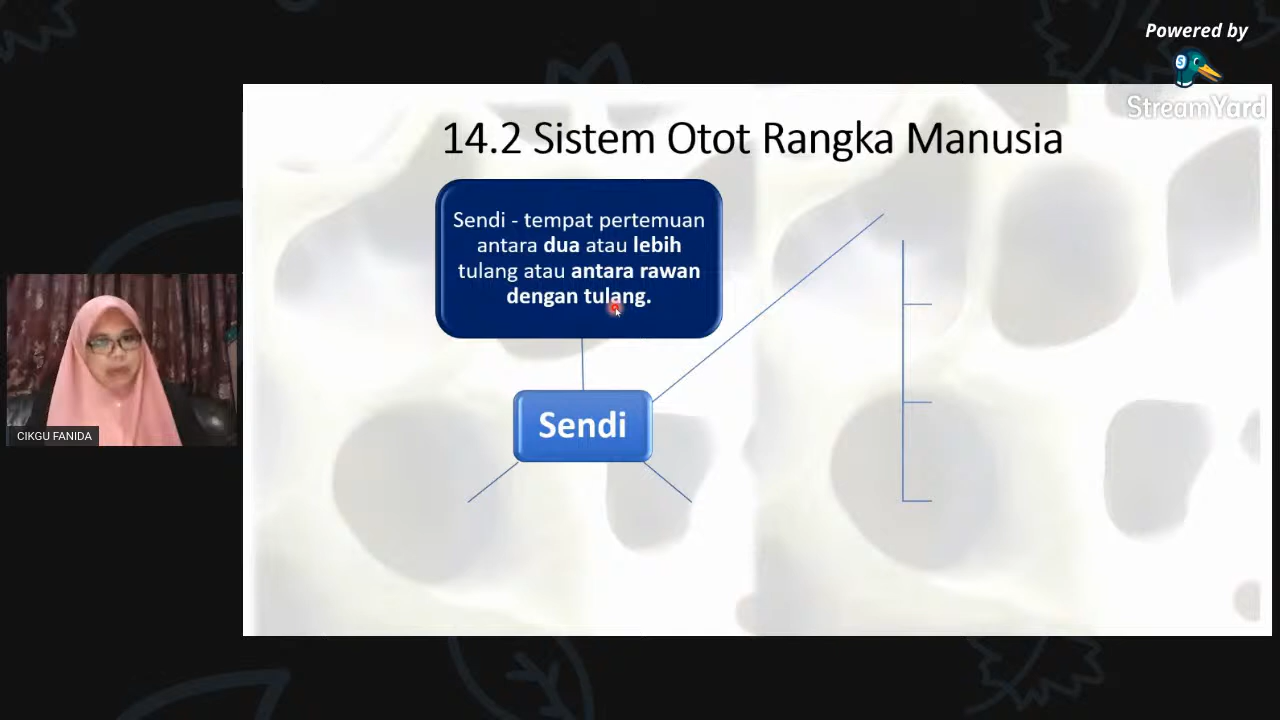 Powered by
StreamYard
14.2 Sistem Otot Rangka Manusia
Sendi - tempat pertemuan
antara dua atau lebih
tulang atau antara rawan
dengan tulang.
Sendi
CIKGU FANIDA